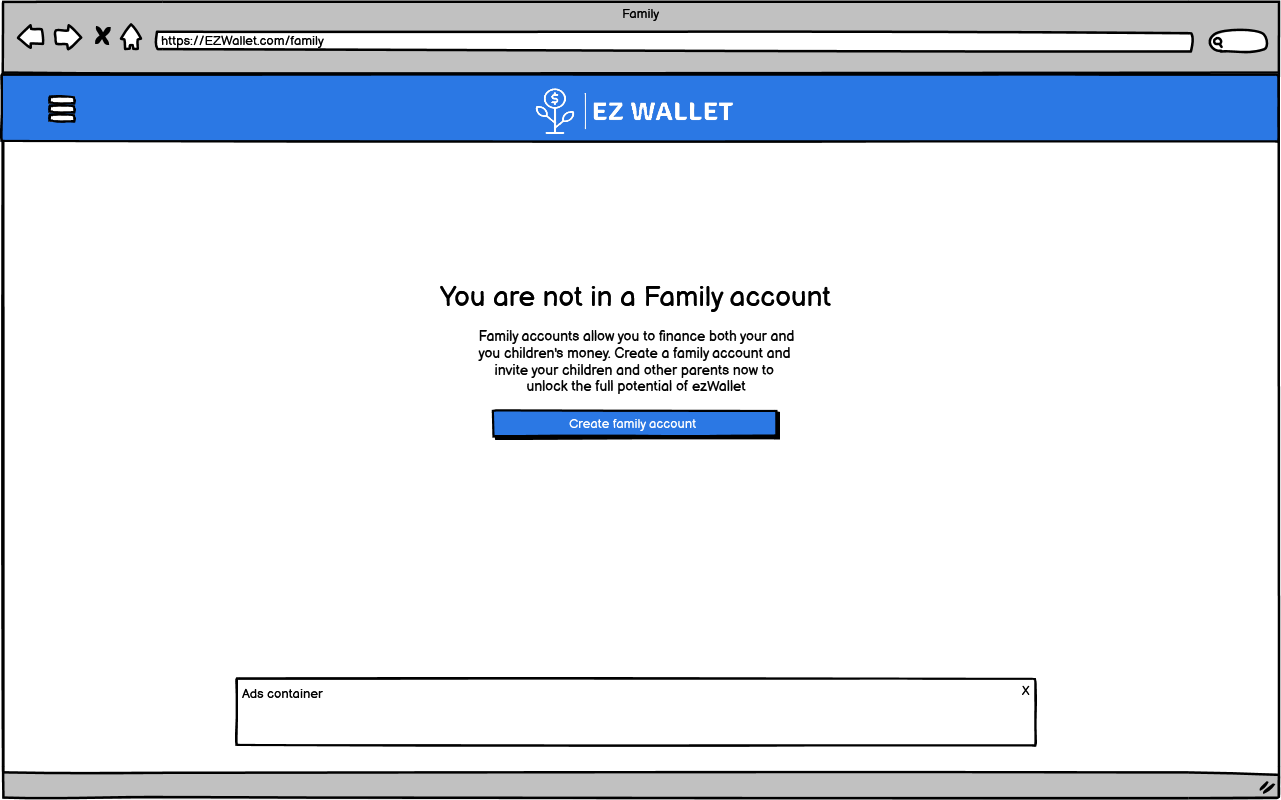 Family
https://EZWallet.com/family
$ EZ WALLET
You are not in a Family account
Family accounts allow you to finance both your and
you children's money. Create a family account and
invite your children and other parents now to
unlock the full potential of ezWallet
Create family account
Ads container X